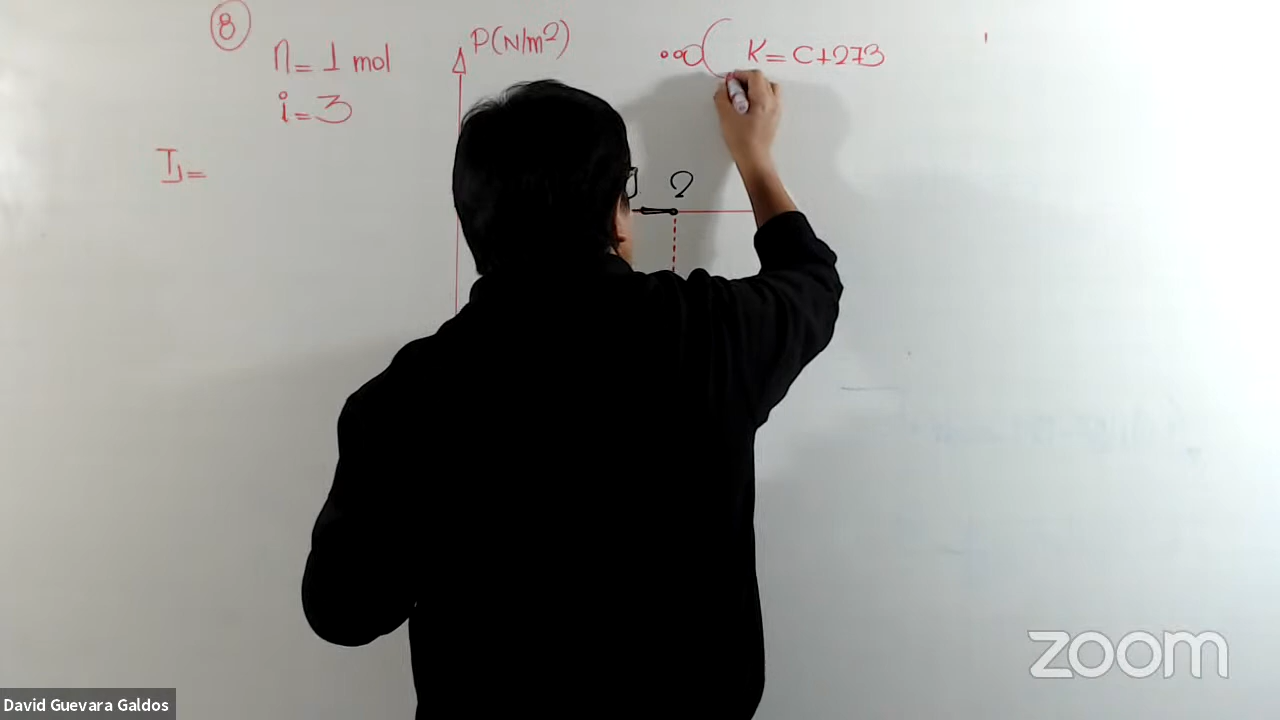 8
n = 1 mol
i = 3
P(N/m²)
K = C + 273
2
zoom
David Guevara Galdos